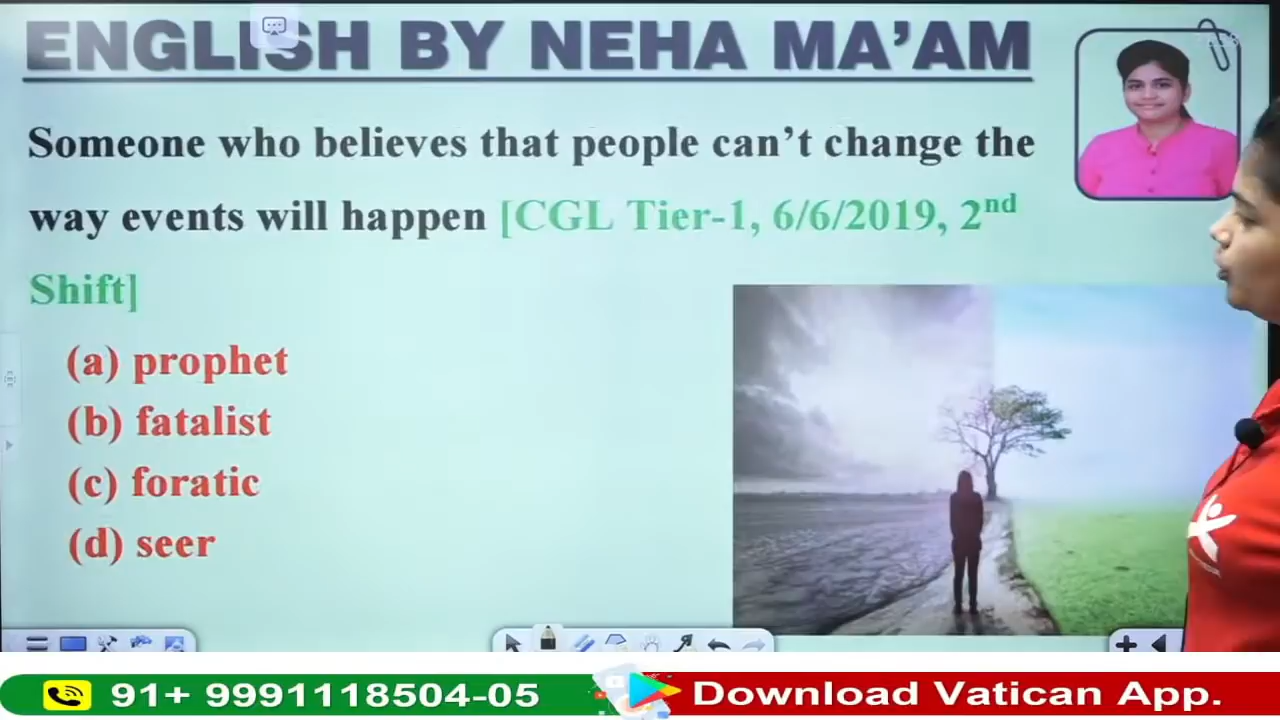 ENGLISH BY NEHA MA’AM
Someone who believes that people can’t change the
way events will happen [CGL Tier-1, 6/6/2019, 2nd
Shift]
(a) prophet
(b) fatalist
(c) foratic
(d) seer
91+ 9991118504-05
Download Vatican App.